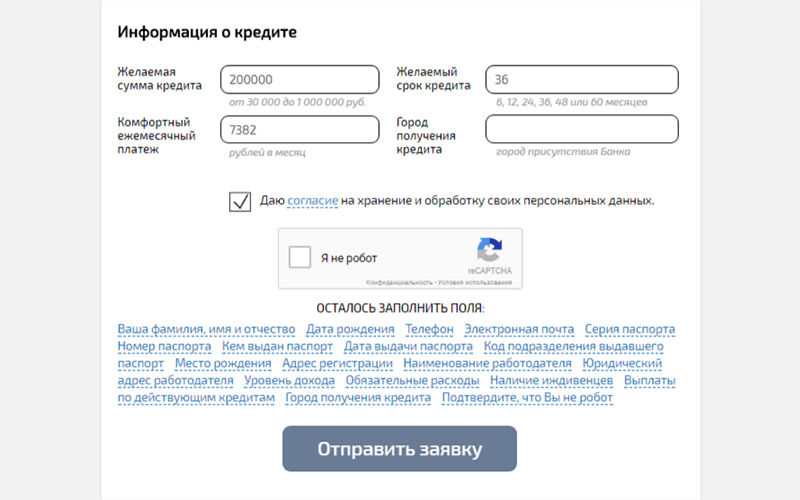 Информация о кредите
Желаемая сумма кредита
200000
от 30 000 до 1 000 000 руб.
Желаемый срок кредита
36
6, 12, 24, 36, 48 или 60 месяцев
Комфортный ежемесячный платеж
7382
рублей в месяц
Город получения кредита
город присутствия Банка
Даю согласие на хранение и обработку своих персональных данных.
Я не робот
reCAPTCHA
Конфиденциальность - Условия использования
ОСТАЛОСЬ ЗАПОЛНИТЬ ПОЛЯ:
Ваша фамилия, имя и отчество Дата рождения Телефон Электронная почта Серия паспорта
Номер паспорта Кем выдан паспорт Дата выдачи паспорта Код подразделения выдавшего
паспорт Место рождения Адрес регистрации Наименование работодателя Юридический
адрес работодателя Уровень дохода Обязательные расходы Наличие иждивенцев Выплаты
по действующим кредитам Город получения кредита Подтвердите, что Вы не робот
Отправить заявку